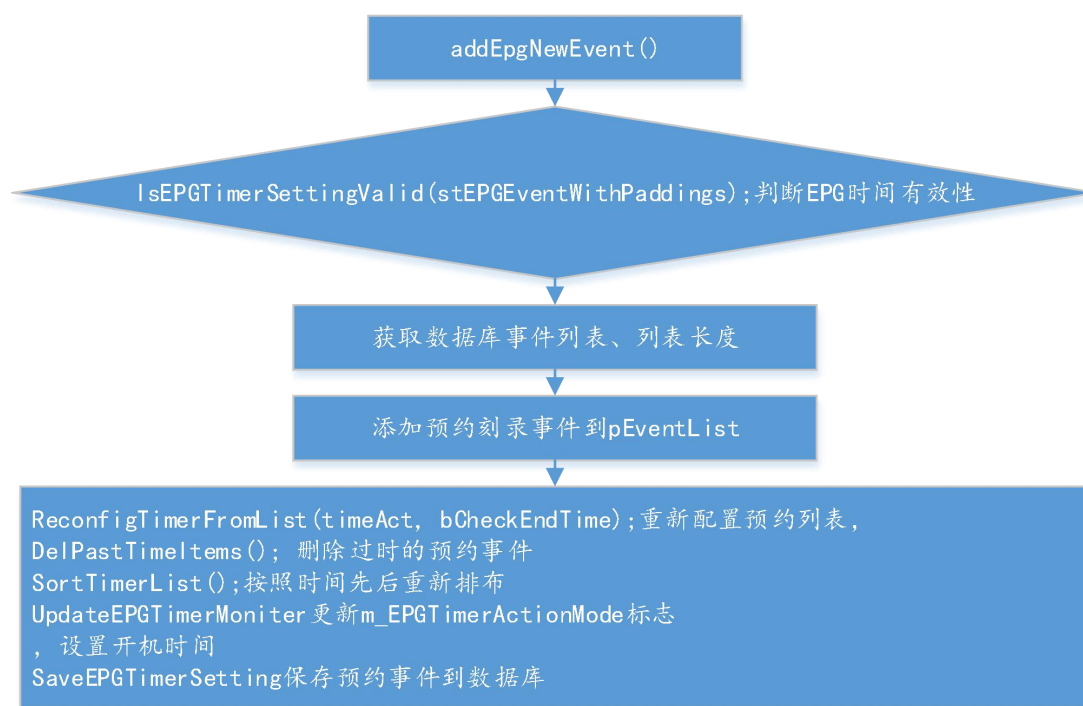 addEpgNewEvent()
IsEPGTimerSettingValid(stEPGEventWithPaddings);判断EPG时间有效性
获取数据库事件列表、列表长度
添加预约刻录事件到pEventList
ReconfigTimerFromList(timeAct, bCheckEndTime);重新配置预约列表,
DelPastTimeItems(); 删除过时的预约事件
SortTimerList();按照时间先后重新排布
UpdateEPGTimerMoniter更新m_EPGTimerActionMode标志
, 设置开机时间
SaveEPGTimerSetting保存预约事件到数据库